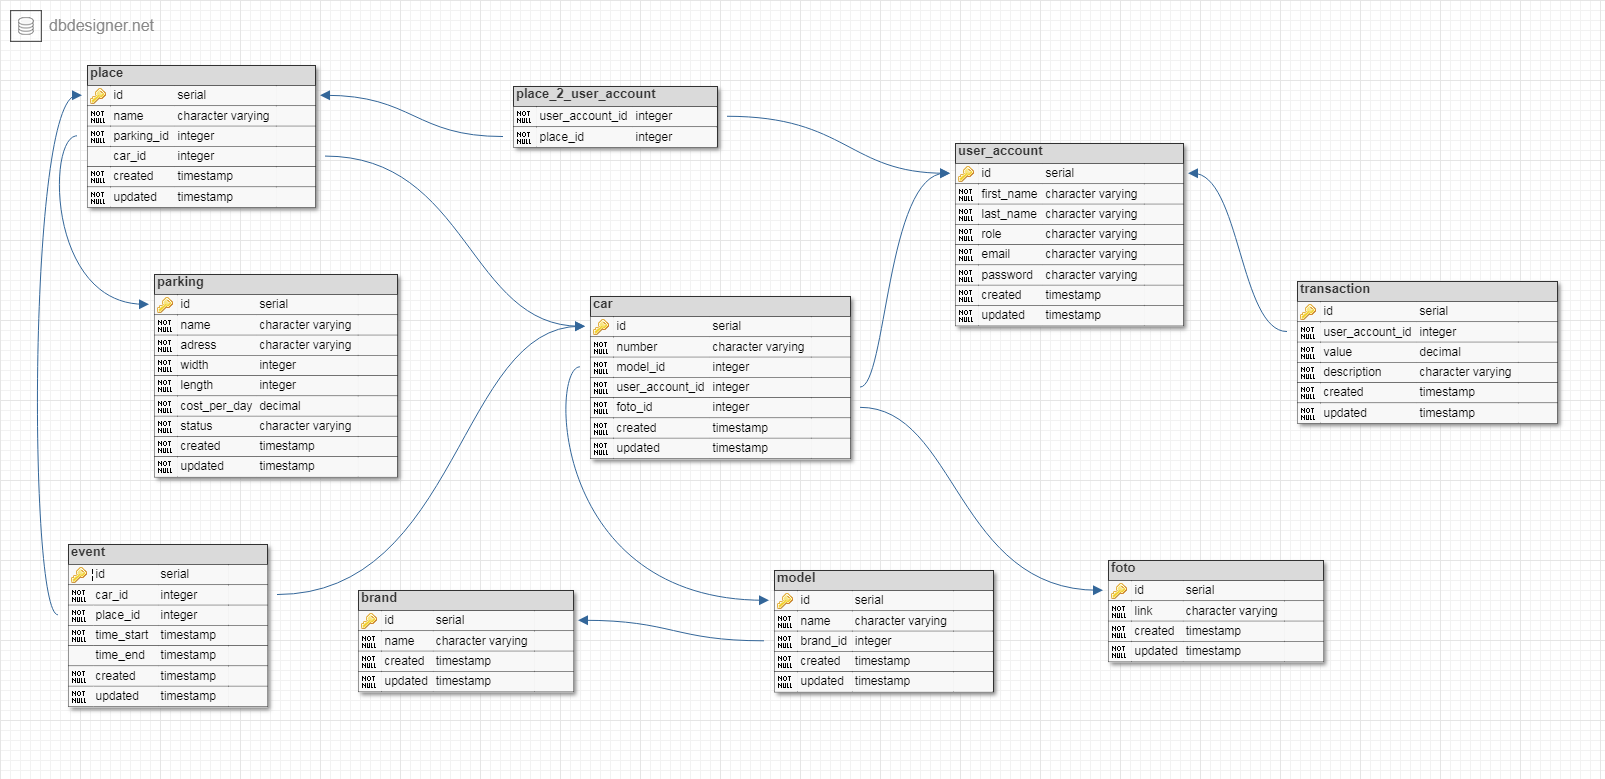 dbdesigner.net
place
id serial
NOT NULL name character varying
NOT NULL parking_id integer
car_id integer
NOT NULL created timestamp
NOT NULL updated timestamp
place_2_user_account
NOT NULL user_account_id integer
NOT NULL place_id integer
user_account
id serial
NOT NULL first_name character varying
NOT NULL last_name character varying
NOT NULL role character varying
NOT NULL email character varying
NOT NULL password character varying
NOT NULL created timestamp
NOT NULL updated timestamp
parking
id serial
NOT NULL name character varying
NOT NULL adress character varying
NOT NULL width integer
NOT NULL length integer
NOT NULL cost_per_day decimal
NOT NULL status character varying
NOT NULL created timestamp
NOT NULL updated timestamp
car
id serial
NOT NULL number character varying
NOT NULL model_id integer
NOT NULL user_account_id integer
NOT NULL foto_id integer
NOT NULL created timestamp
NOT NULL updated timestamp
transaction
id serial
NOT NULL user_account_id integer
NOT NULL value decimal
NOT NULL description character varying
NOT NULL created timestamp
NOT NULL updated timestamp
event
¦id serial
NOT NULL car_id integer
NOT NULL place_id integer
NOT NULL time_start timestamp
time_end timestamp
NOT NULL created timestamp
NOT NULL updated timestamp
brand
id serial
NOT NULL name character varying
NOT NULL created timestamp
NOT NULL updated timestamp
model
id serial
NOT NULL name character varying
NOT NULL brand_id integer
NOT NULL created timestamp
NOT NULL updated timestamp
foto
id serial
NOT NULL link character varying
NOT NULL created timestamp
NOT NULL updated timestamp